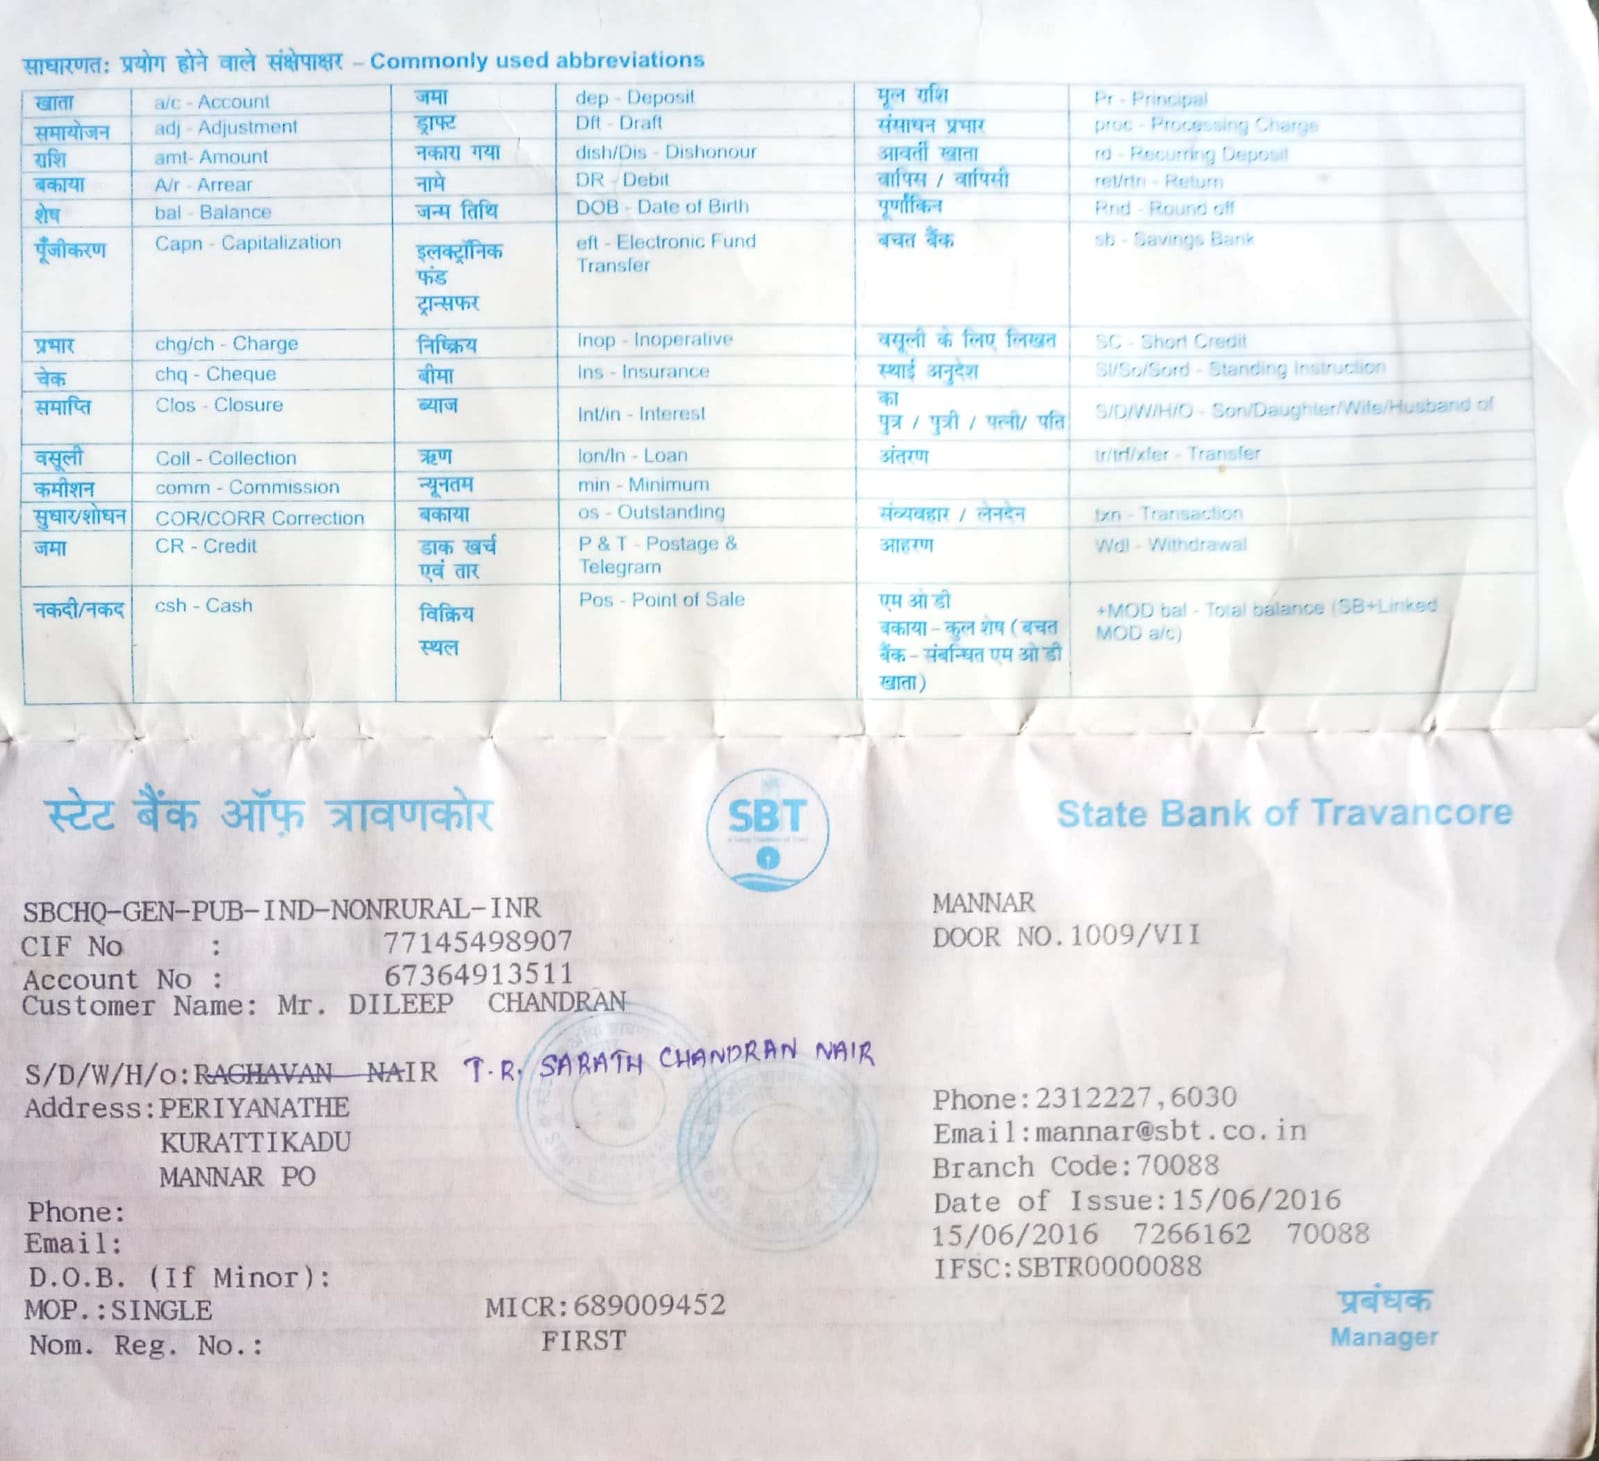 साधारणतः प्रयोग होने वाले संक्षेपाक्षर – Commonly used abbreviations
खाता a/c - Account जमा dep - Deposit मूल राशि Pr - Principal
समायोजन adj - Adjustment ड्राफ्ट Dft - Draft संसाधन प्रभार proc - Processing Charge
राशि amt- Amount नकारा गया dish/Dis - Dishonour आवर्ती खाता rd - Recurring Deposit
बकाया A/r - Arrear नामे DR - Debit वापिस / वापिसी ret/rtn - Return
शेष bal - Balance जन्म तिथि DOB - Date of Birth पूर्णांकिन Rnd - Round off
पूँजीकरण Capn - Capitalization इलक्ट्रॉनिक फंड ट्रान्सफर eft - Electronic Fund Transfer बचत बैंक sb - Savings Bank
प्रभार chg/ch - Charge निष्क्रिय Inop - Inoperative वसूली के लिए लिखत SC - Short Credit
चेक chq - Cheque बीमा Ins - Insurance स्थाई अनुदेश SI/So/Sord - Standing Instruction
समाप्ति Clos - Closure ब्याज Int/in - Interest का पुत्र / पुत्री / पत्नी/ पति S/D/W/H/O - Son/Daughter/Wife/Husband of
वसूली Coll - Collection ऋण lon/ln - Loan अंतरण tr/trf/xfer - Transfer
कमीशन comm - Commission न्यूनतम min - Minimum
सुधार/शोधन COR/CORR Correction बकाया os - Outstanding संव्यवहार / लेनदेन txn - Transaction
जमा CR - Credit डाक खर्च एवं तार P & T - Postage & Telegram आहरण Wdl - Withdrawal
नकदी/नकद csh - Cash विक्रिय स्थल Pos - Point of Sale एम ओ डी बकाया – कुल शेष ( बचत बैंक – संबन्धित एम ओ डी खाता ) +MOD bal - Total balance (SB+Linked MOD a/c)
स्टेट बैंक ऑफ़ त्रावणकोर SBT State Bank of Travancore
SBCHQ-GEN-PUB-IND-NONRURAL-INR
CIF No : 77145498907
Account No : 67364913511
Customer Name: Mr. DILEEP CHANDRAN
S/D/W/H/o:RAGHAVAN NAIR T.R. SARATH CHANDRAN NAIR
Address:PERIYANATHE
KURATTIKADU
MANNAR PO
Phone:
Email:
D.O.B. (If Minor):
MOP.:SINGLE MICR:689009452
Nom. Reg. No.: FIRST
MANNAR
DOOR NO.1009/VII
Phone:2312227,6030
Email:mannar@sbt.co.in
Branch Code:70088
Date of Issue:15/06/2016
15/06/2016 7266162 70088
IFSC:SBTR0000088
प्रबंधक
Manager